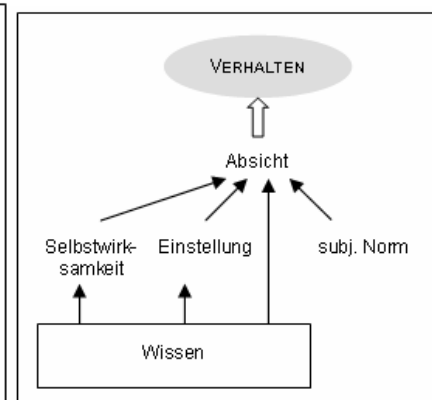 VERHALTEN
Absicht
Selbstwirk-
samkeit
Einstellung
subj. Norm
Wissen